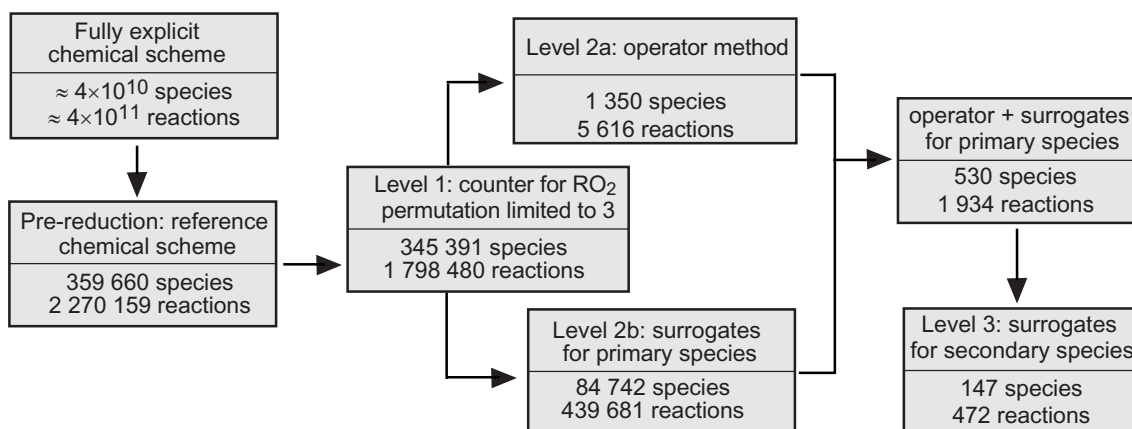 Fully explicit
chemical scheme
≈ 4×10¹⁰ species
≈ 4×10¹¹ reactions
Pre-reduction: reference
chemical scheme
359 660 species
2 270 159 reactions
Level 1: counter for RO₂
permutation limited to 3
345 391 species
1 798 480 reactions
Level 2a: operator method
1 350 species
5 616 reactions
Level 2b: surrogates
for primary species
84 742 species
439 681 reactions
operator + surrogates
for primary species
530 species
1 934 reactions
Level 3: surrogates
for secondary species
147 species
472 reactions